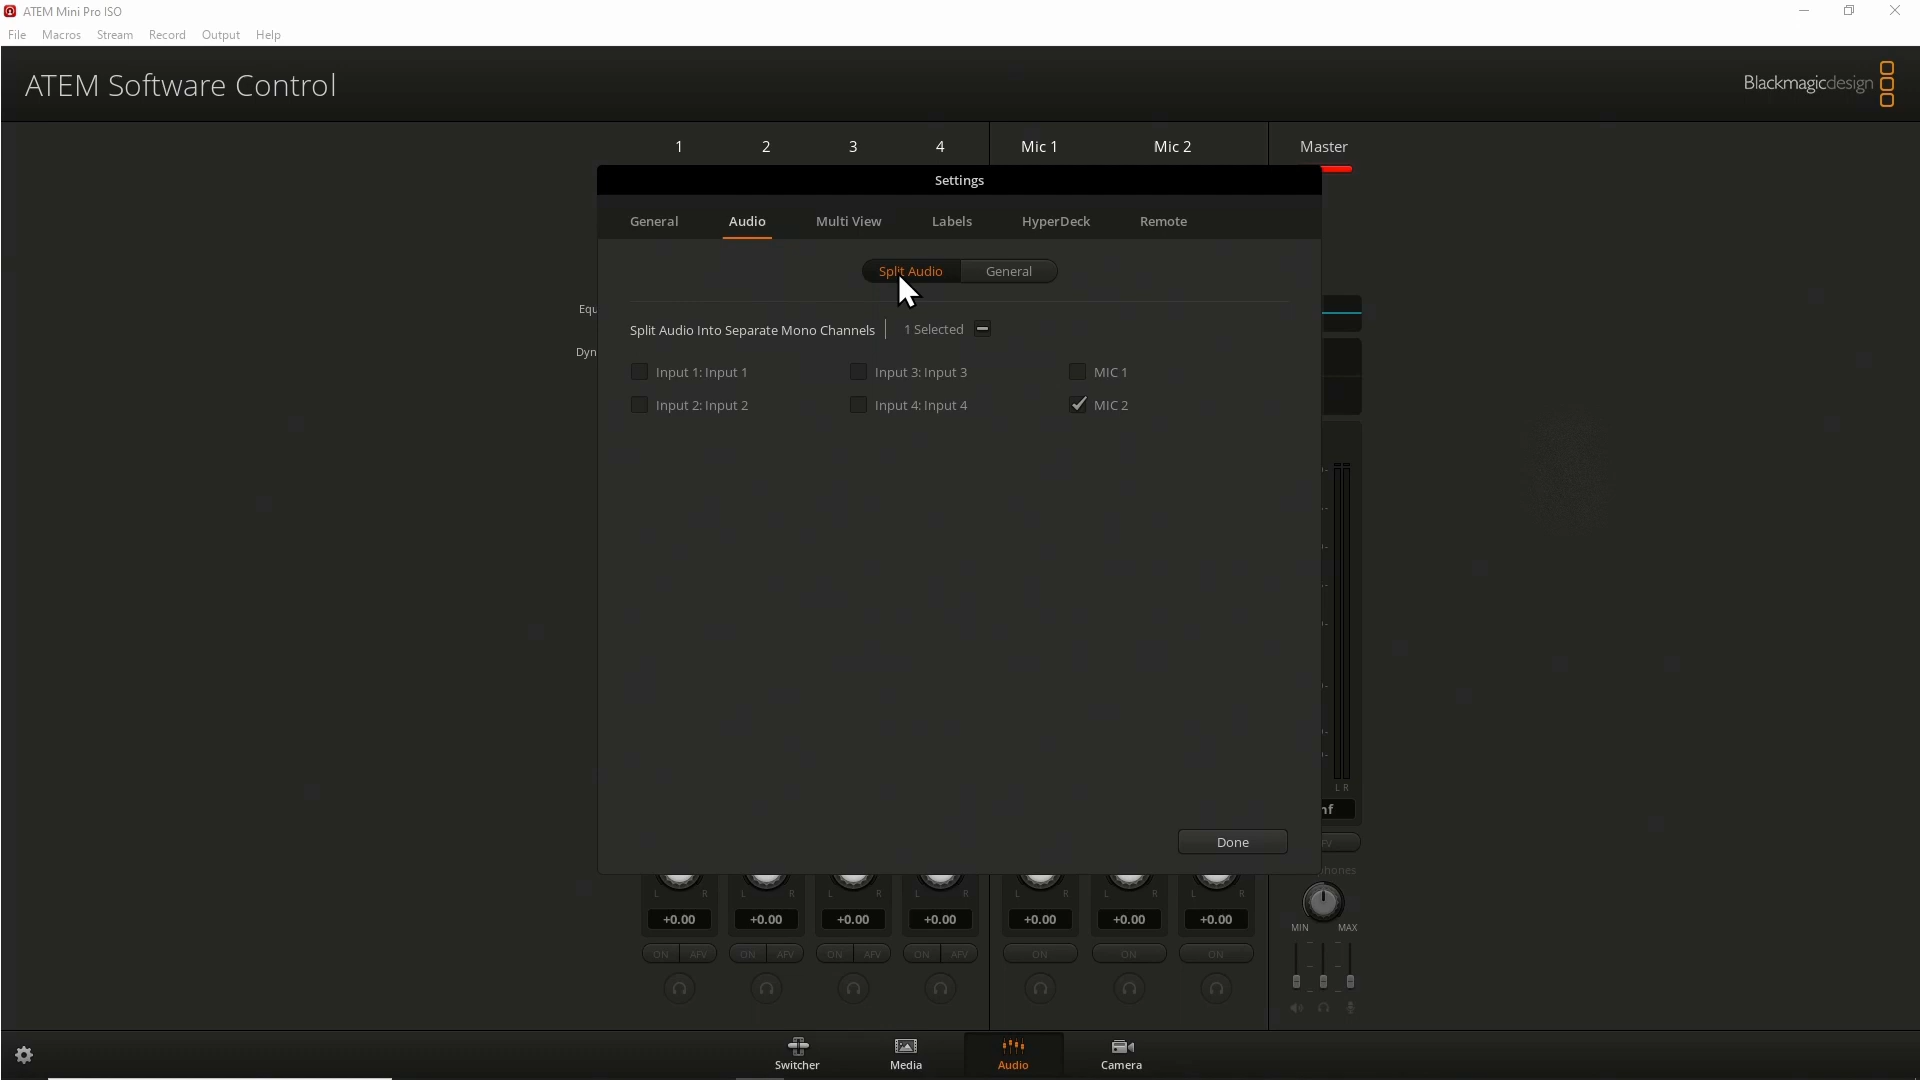 ATEM Mini Pro ISO
File Macros Stream Record Output Help
ATEM Software Control
Blackmagicdesign
1 2 3 4 Mic 1 Mic 2 Master
Settings
General Audio Multi View Labels HyperDeck Remote
Split Audio General
Equ
Split Audio Into Separate Mono Channels 1 Selected
Dyn
Input 1: Input 1 Input 3: Input 3 MIC 1
Input 2: Input 2 Input 4: Input 4 MIC 2
L R
nf
Done
FV
phones
L R L R L R L R L R L R L R
+0.00 +0.00 +0.00 +0.00 +0.00 +0.00 +0.00
MIN MAX
ON AFV ON AFV ON AFV ON AFV ON ON ON
Switcher Media Audio Camera